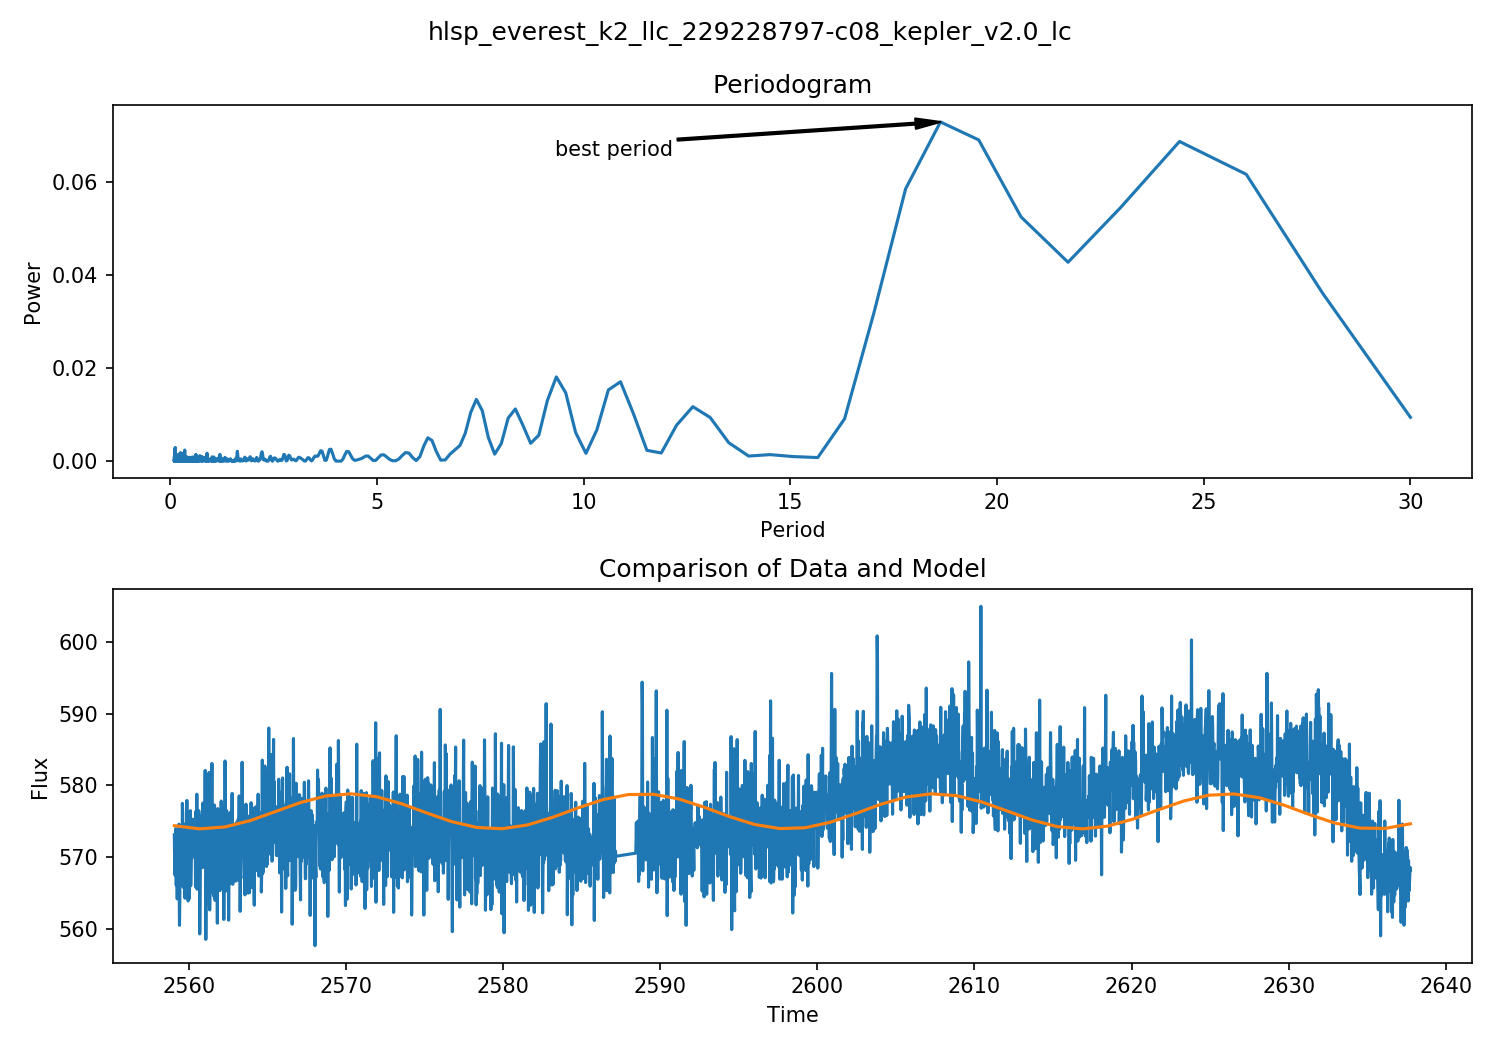 hlsp_everest_k2_llc_229228797-c08_kepler_v2.0_lc
Periodogram
best period
Power
0.06
0.04
0.02
0.00
0 5 10 15 20 25 30
Period
Comparison of Data and Model
Flux
600
590
580
570
560
2560 2570 2580 2590 2600 2610 2620 2630 2640
Time